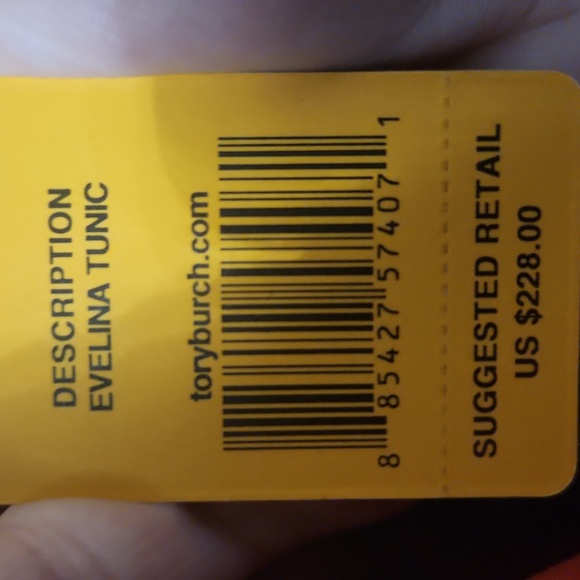 DESCRIPTION
EVELINA TUNIC
toryburch.com
8 85427 57407 1
SUGGESTED RETAIL
US $228.00